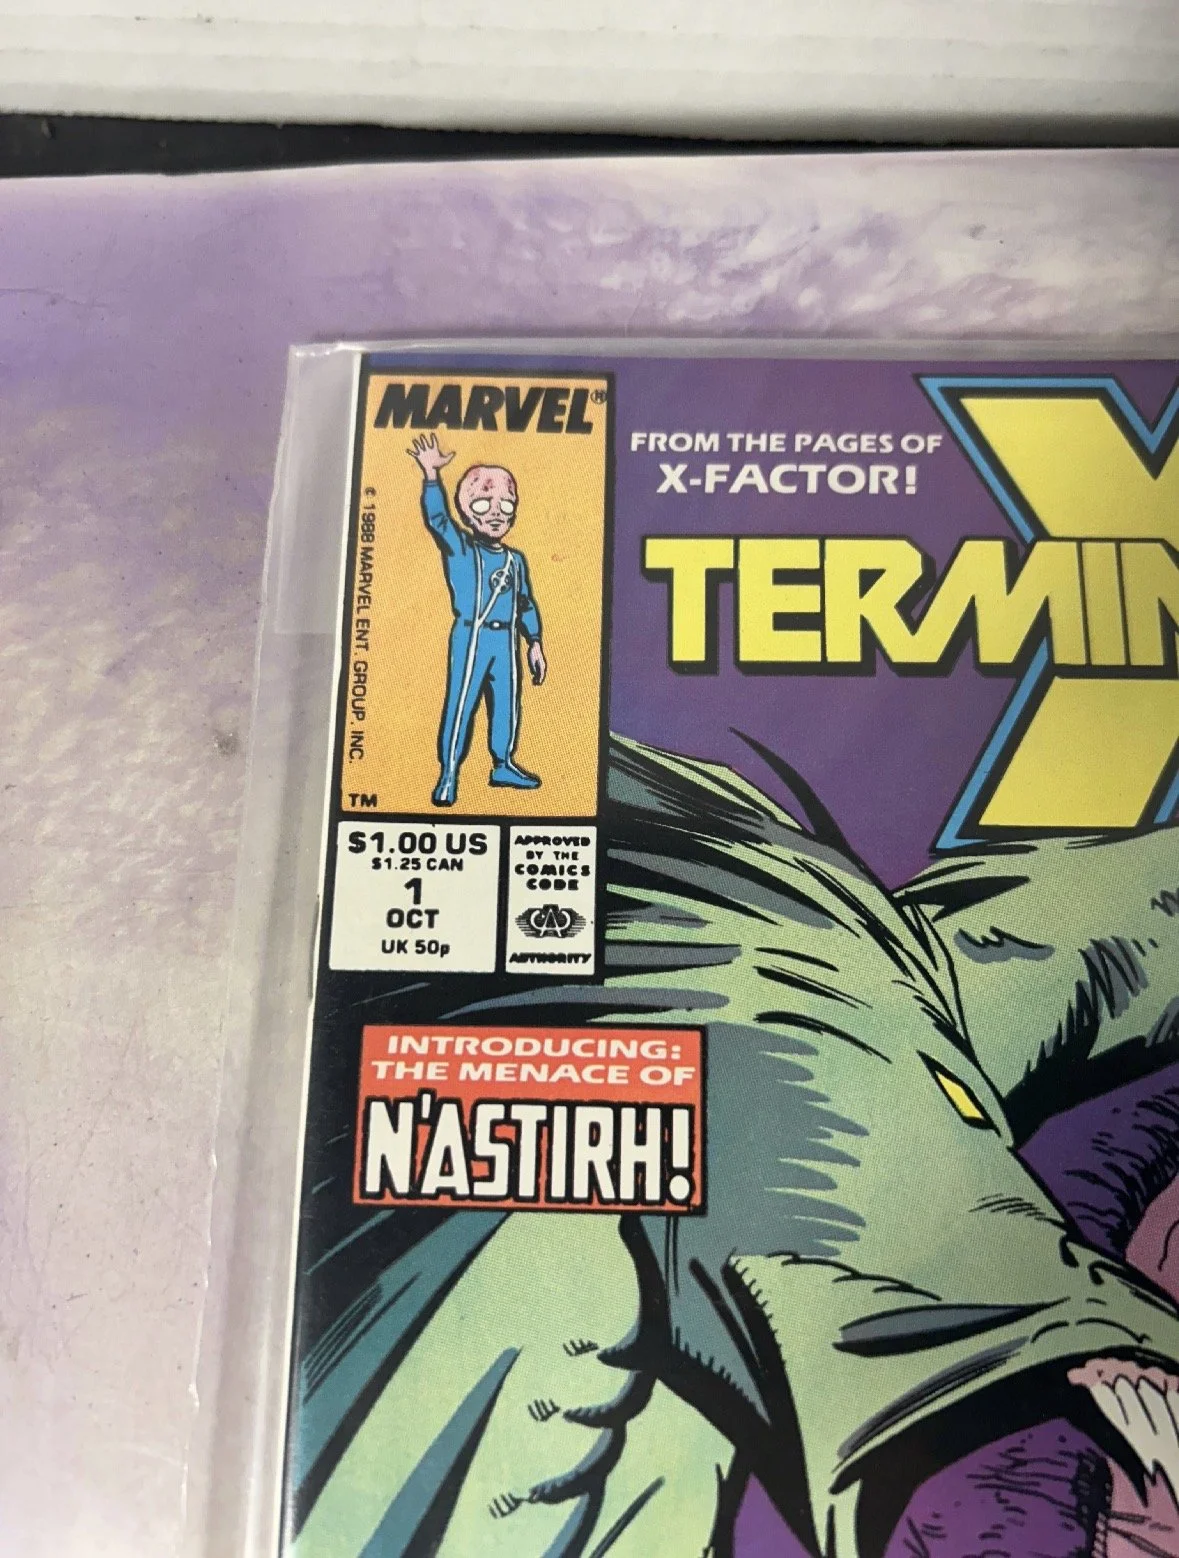 MARVEL®
© 1988 MARVEL ENT. GROUP, INC.
TM
FROM THE PAGES OF
X-FACTOR!
X
TERMIN
$1.00 US
$1.25 CAN
1
OCT
UK 50p
APPROVED
BY THE
COMICS
CODE
CA
AUTHORITY
INTRODUCING:
THE MENACE OF
N'ASTIRH!